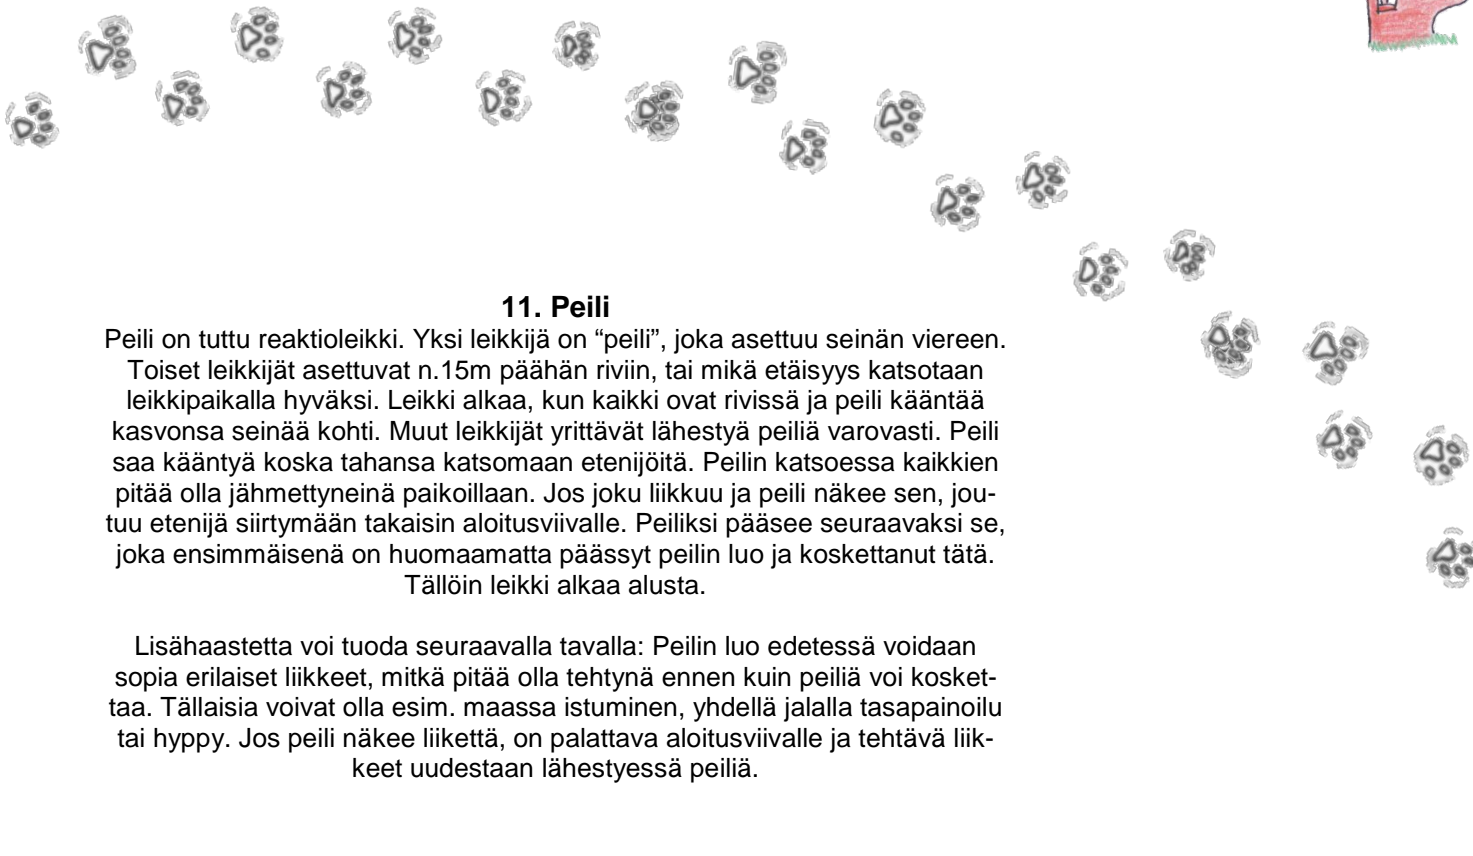 11. Peili
Peili on tuttu reaktioleikki. Yksi leikkijä on “peili”, joka asettuu seinän viereen.
Toiset leikkijät asettuvat n.15m päähän riviin, tai mikä etäisyys katsotaan
leikkipaikalla hyväksi. Leikki alkaa, kun kaikki ovat rivissä ja peili kääntää
kasvonsa seinää kohti. Muut leikkijät yrittävät lähestyä peiliä varovasti. Peili
saa kääntyä koska tahansa katsomaan etenijöitä. Peilin katsoessa kaikkien
pitää olla jähmettyneinä paikoillaan. Jos joku liikkuu ja peili näkee sen, jou-
tuu etenijä siirtymään takaisin aloitusviivalle. Peiliksi pääsee seuraavaksi se,
joka ensimmäisenä on huomaamatta päässyt peilin luo ja koskettanut tätä.
Tällöin leikki alkaa alusta.
Lisähaastetta voi tuoda seuraavalla tavalla: Peilin luo edetessä voidaan
sopia erilaiset liikkeet, mitkä pitää olla tehtynä ennen kuin peiliä voi kosket-
taa. Tällaisia voivat olla esim. maassa istuminen, yhdellä jalalla tasapainoilu
tai hyppy. Jos peili näkee liikettä, on palattava aloitusviivalle ja tehtävä liik-
keet uudestaan lähestyessä peiliä.